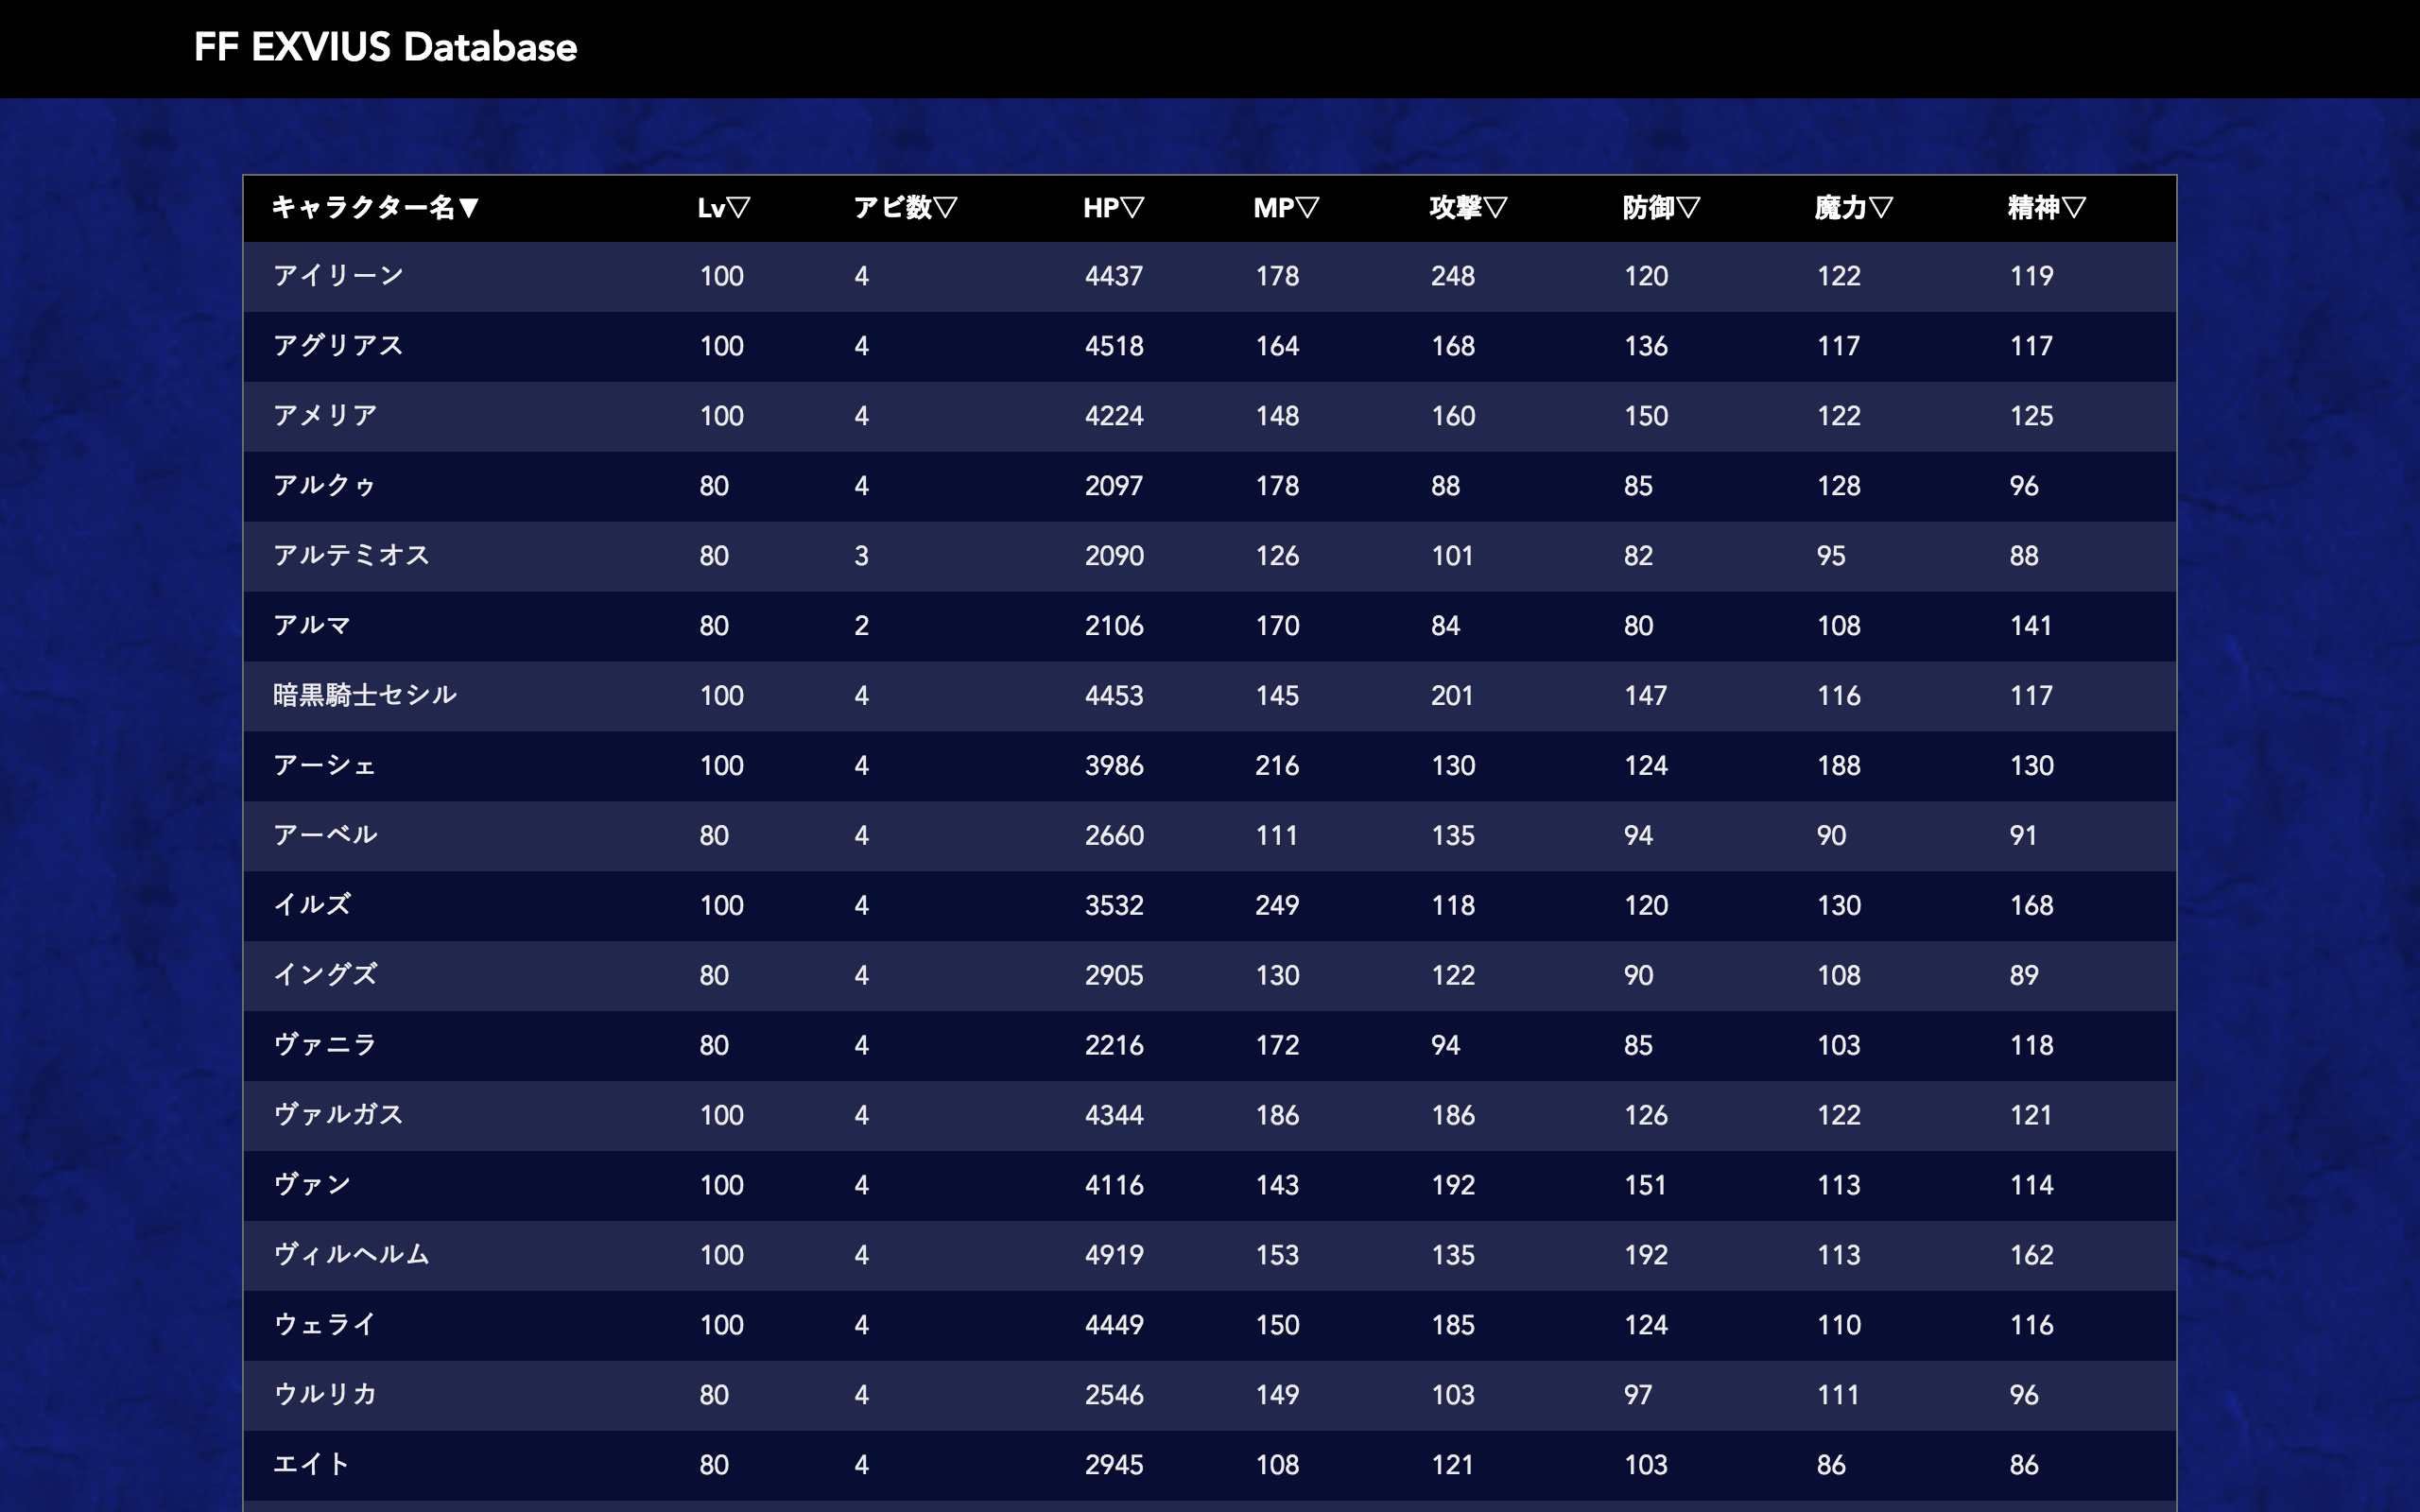 FF EXVIUS Database
キャラクター名▼ Lv▽ アビ数▽ HP▽ MP▽ 攻撃▽ 防御▽ 魔力▽ 精神▽
アイリーン 100 4 4437 178 248 120 122 119
アグリアス 100 4 4518 164 168 136 117 117
アメリア 100 4 4224 148 160 150 122 125
アルクゥ 80 4 2097 178 88 85 128 96
アルテミオス 80 3 2090 126 101 82 95 88
アルマ 80 2 2106 170 84 80 108 141
暗黒騎士セシル 100 4 4453 145 201 147 116 117
アーシェ 100 4 3986 216 130 124 188 130
アーベル 80 4 2660 111 135 94 90 91
イルズ 100 4 3532 249 118 120 130 168
イングズ 80 4 2905 130 122 90 108 89
ヴァニラ 80 4 2216 172 94 85 103 118
ヴァルガス 100 4 4344 186 186 126 122 121
ヴァン 100 4 4116 143 192 151 113 114
ヴィルヘルム 100 4 4919 153 135 192 113 162
ウェライ 100 4 4449 150 185 124 110 116
ウルリカ 80 4 2546 149 103 97 111 96
エイト 80 4 2945 108 121 103 86 86